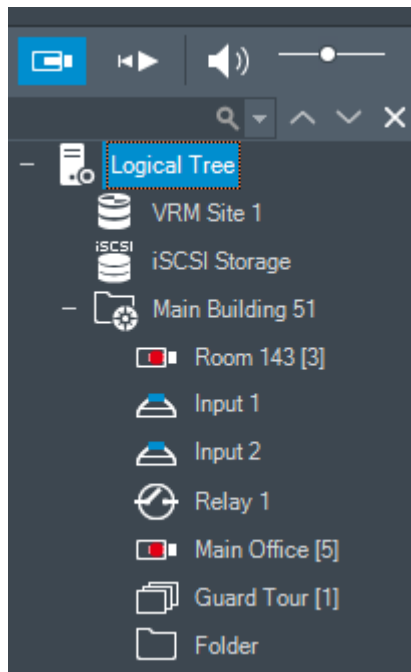 Logical Tree
VRM Site 1
iSCSI
iSCSI Storage
Main Building 51
Room 143 [3]
Input 1
Input 2
Relay 1
Main Office [5]
Guard Tour [1]
Folder